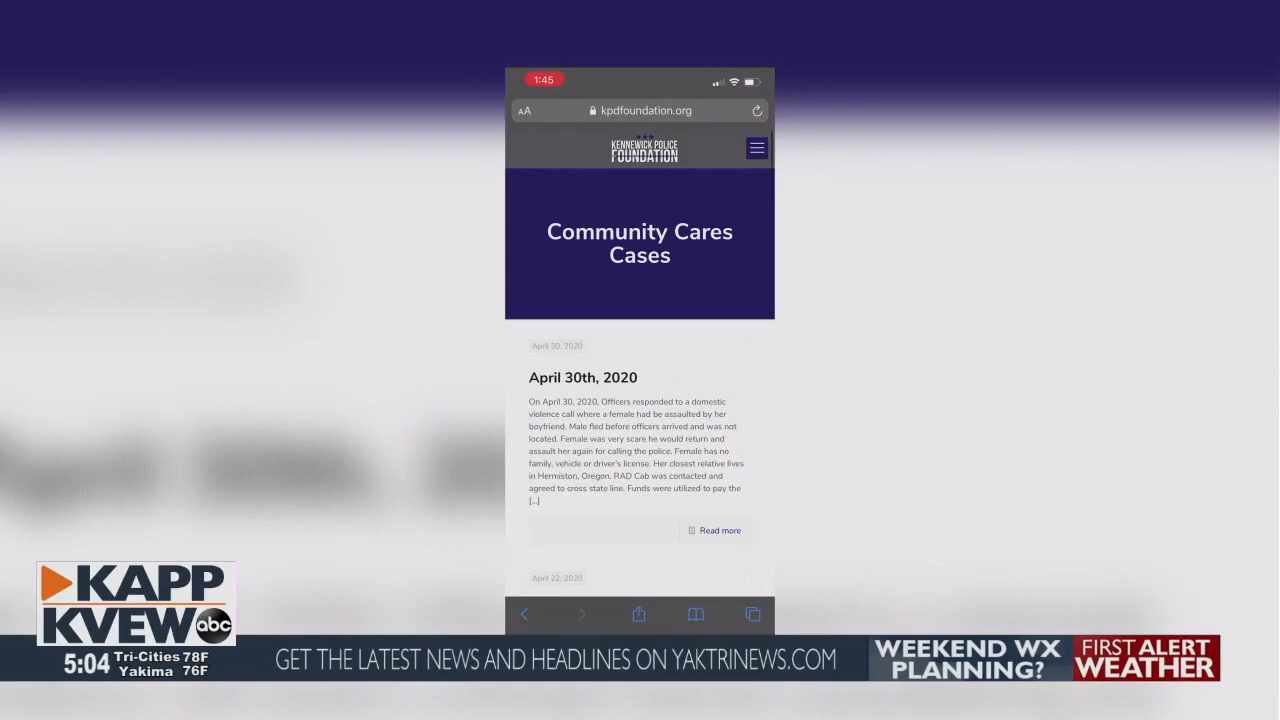 1:45
AA
kpdfoundation.org
KENNEWICK POLICE
FOUNDATION
Community Cares
Cases
April 30, 2020
April 30th, 2020
On April 30, 2020, Officers responded to a domestic
violence call where a female had be assaulted by her
boyfriend. Male fled before officers arrived and was not
located. Female was very scare he would return and
assault her again for calling the police. Female has no
family, vehicle or driver's license. Her closest relative lives
in Hermiston, Oregon. RAD Cab was contacted and
agreed to cross state line. Funds were utilized to pay the
[...]
Read more
April 22, 2020
KAPP
KVEW abc
5:04 Tri-Cities 78F
Yakima 76F
GET THE LATEST NEWS AND HEADLINES ON YAKTRINEWS.COM
WEEKEND WX
PLANNING?
FIRST ALERT
WEATHER